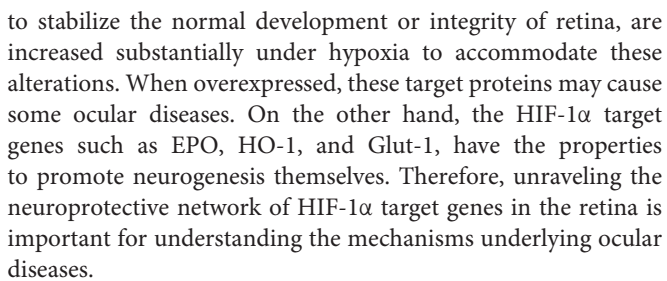 to stabilize the normal development or integrity of retina, are
increased substantially under hypoxia to accommodate these
alterations. When overexpressed, these target proteins may cause
some ocular diseases. On the other hand, the HIF-1α target
genes such as EPO, HO-1, and Glut-1, have the properties
to promote neurogenesis themselves. Therefore, unraveling the
neuroprotective network of HIF-1α target genes in the retina is
important for understanding the mechanisms underlying ocular
diseases.